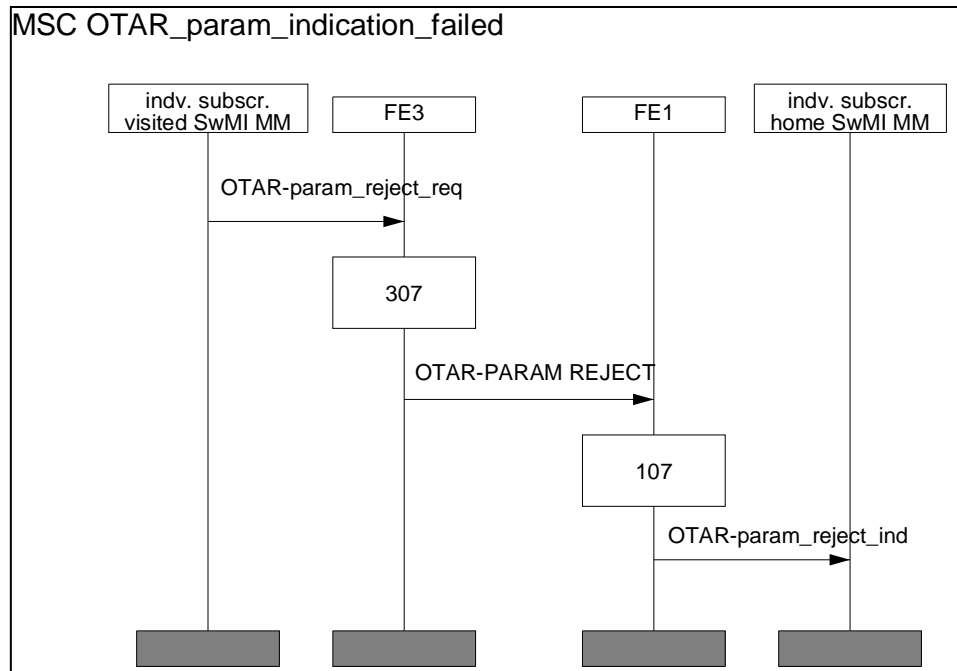 MSC OTAR_param_indication_failed
indv. subscr.
visited SwMI MM
FE3
FE1
indv. subscr.
home SwMI MM
OTAR-param_reject_req
307
OTAR-PARAM REJECT
107
OTAR-param_reject_ind